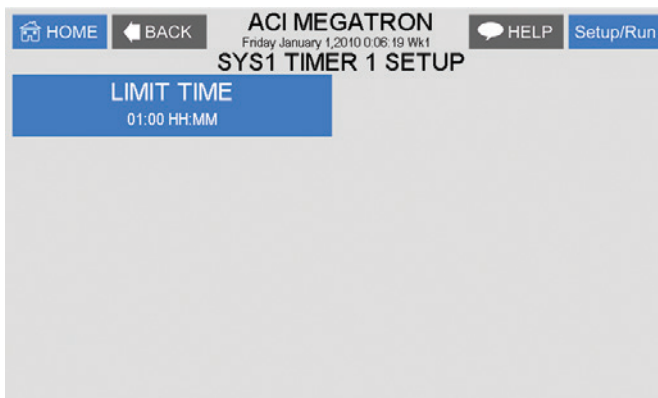 HOME
BACK
ACI MEGATRON
Friday January 1,2010 0:06:19 Wk1
HELP
Setup/Run
SYS1 TIMER 1 SETUP
LIMIT TIME
01:00 HH:MM